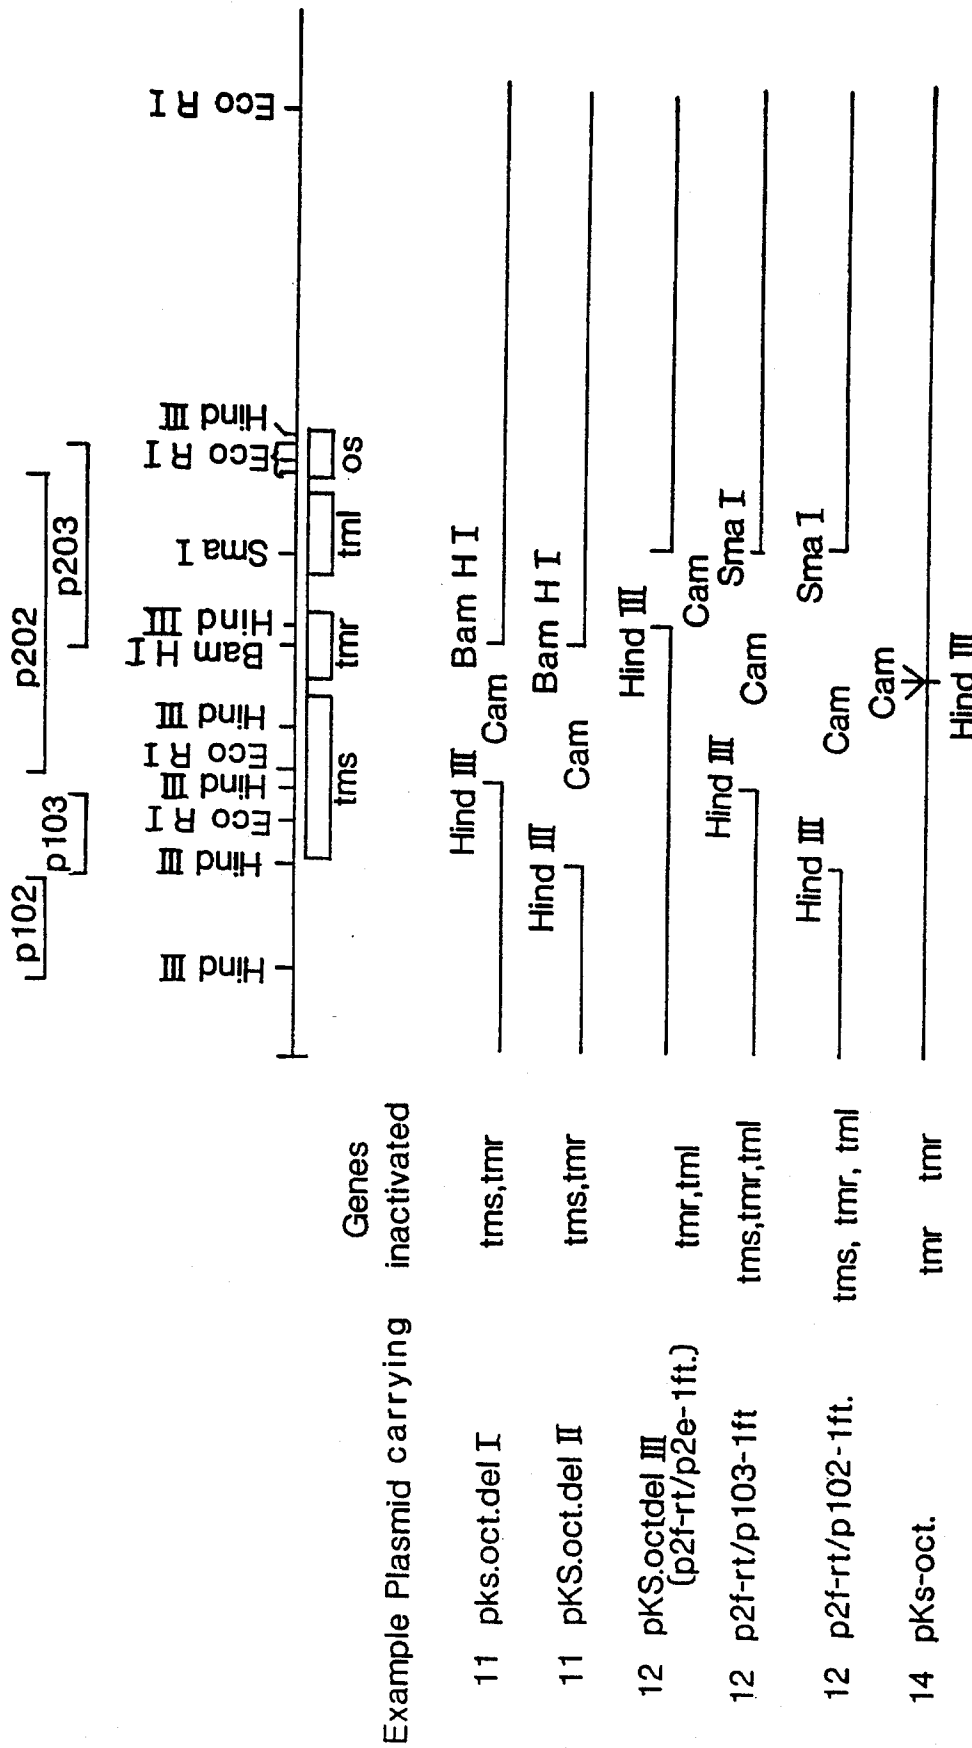 p202
p102
p103
p203
Hind III
Hind III
Eco R I
Hind III
Eco R I
Hind III
Bam H I
Hind III
Sma I
Eco R I
Hind III
Eco R I
tms
tmr
tml
os
Genes
Example Plasmid carrying inactivated
11 pks.oct.del I tms,tmr Hind III Cam Bam H I
11 pKS.oct.del II tms,tmr Hind III Cam Bam H I
12 pKS.octdel III tmr,tml Hind III Cam
(p2f-rt/p2e-1ft.)
12 p2f-rt/p103-1ft tms,tmr,tml Hind III Cam Sma I
12 p2f-rt/p102-1ft. tms, tmr, tml Hind III Cam Sma I
14 pKs-oct. tmr tmr Cam
Hind III